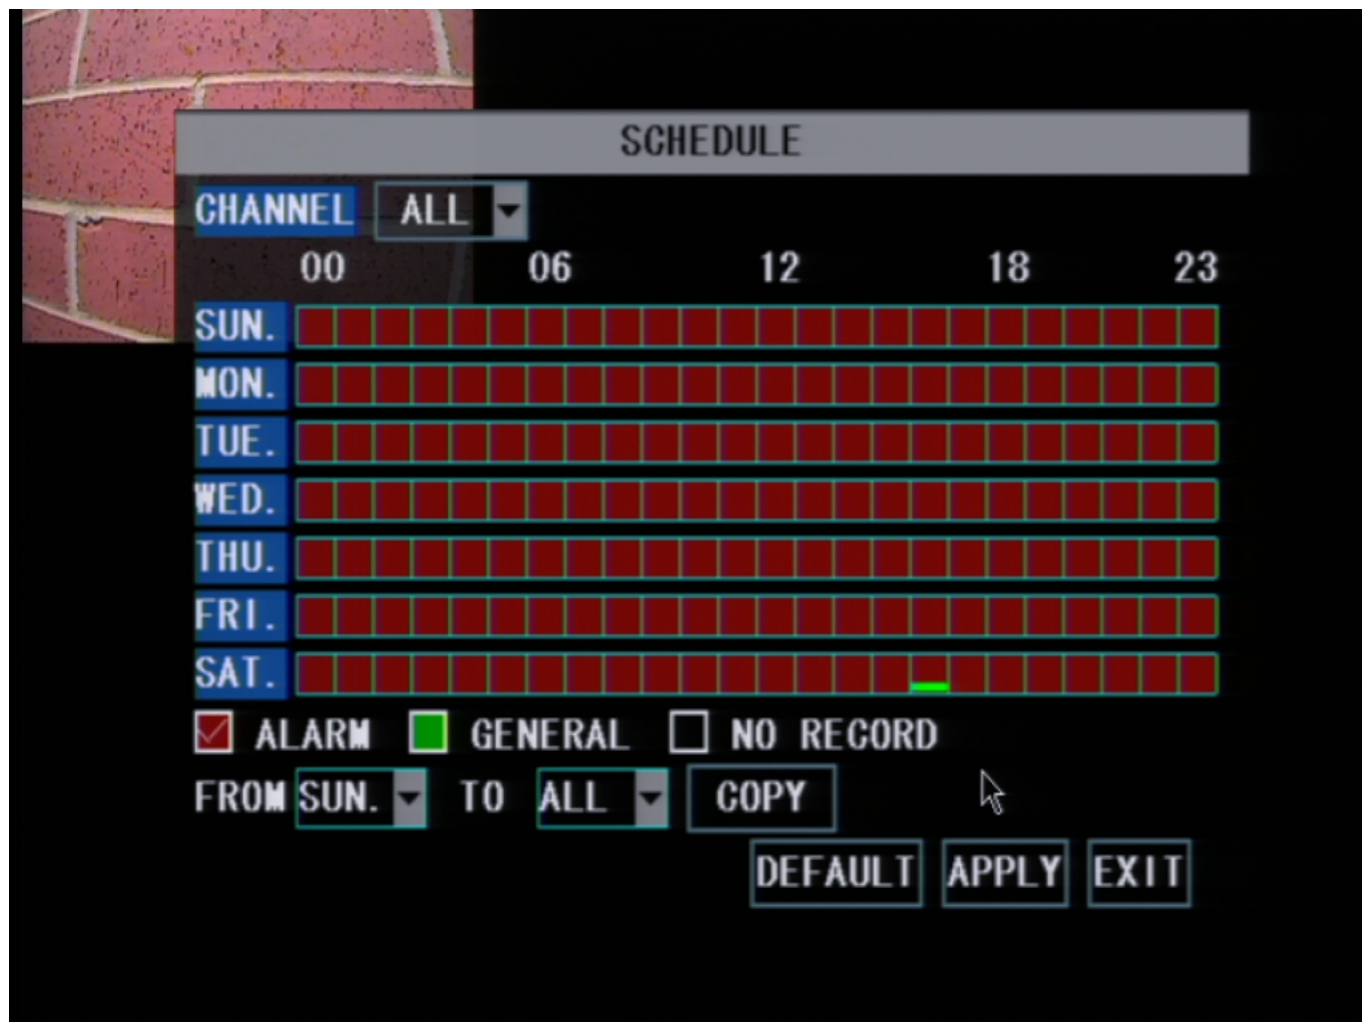 SCHEDULE
CHANNEL ALL
00 06 12 18 23
SUN.
MON.
TUE.
WED.
THU.
FRI.
SAT.
ALARM GENERAL NO RECORD
FROM SUN. TO ALL COPY
DEFAULT APPLY EXIT